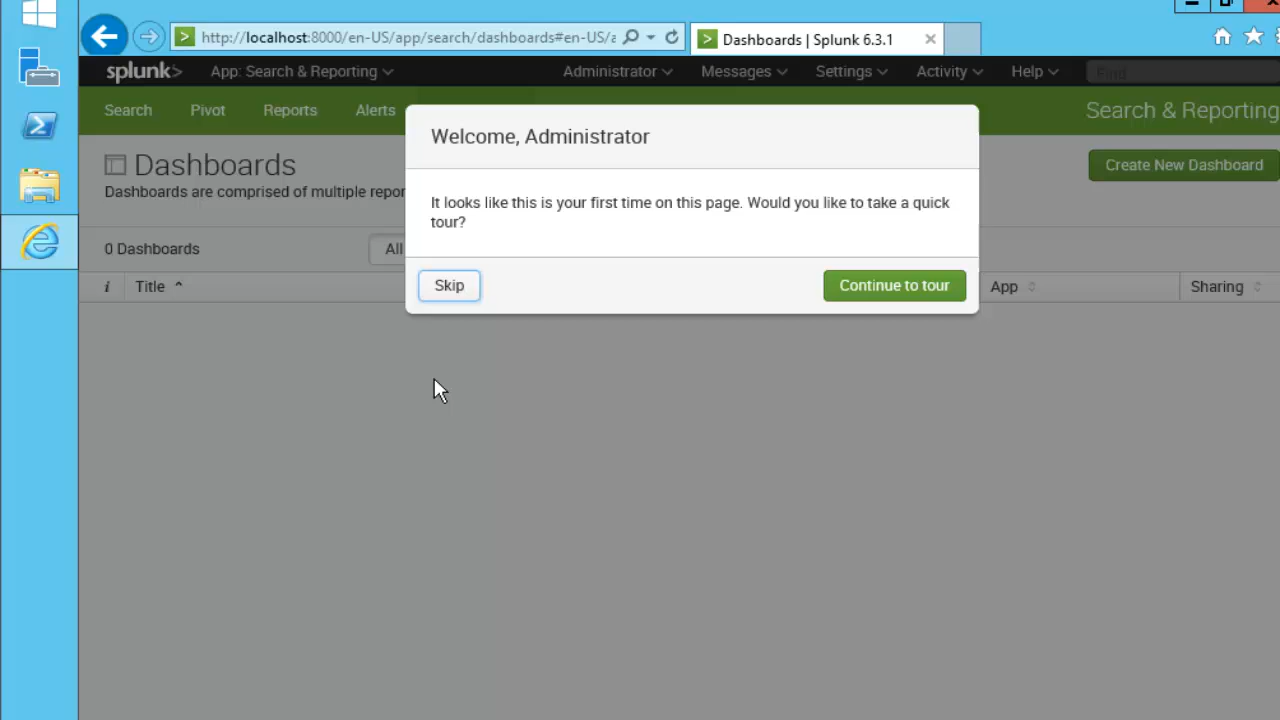 http://localhost:8000/en-US/app/search/dashboards#en-US/a
Dashboards | Splunk 6.3.1
splunk> App: Search & Reporting Administrator Messages Settings Activity Help Find
Search Pivot Reports Alerts Search & Reporting
Welcome, Administrator
Dashboards
Create New Dashboard
Dashboards are comprised of multiple repor
It looks like this is your first time on this page. Would you like to take a quick
tour?
0 Dashboards All
Skip Continue to tour
i Title App Sharing